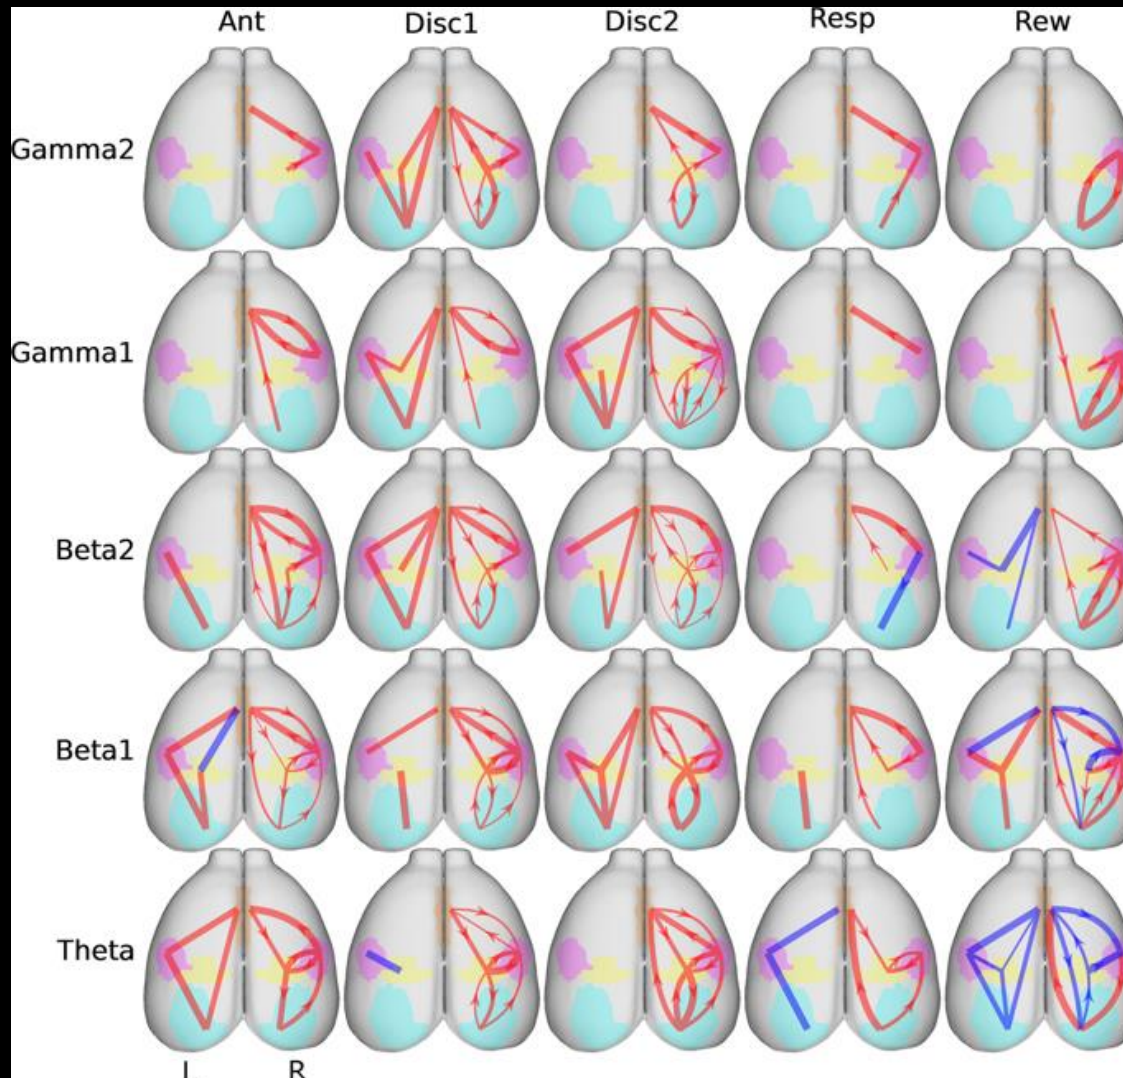 Ant Disc1 Disc2 Resp Rew
Gamma2
Gamma1
Beta2
Beta1
Theta
L R